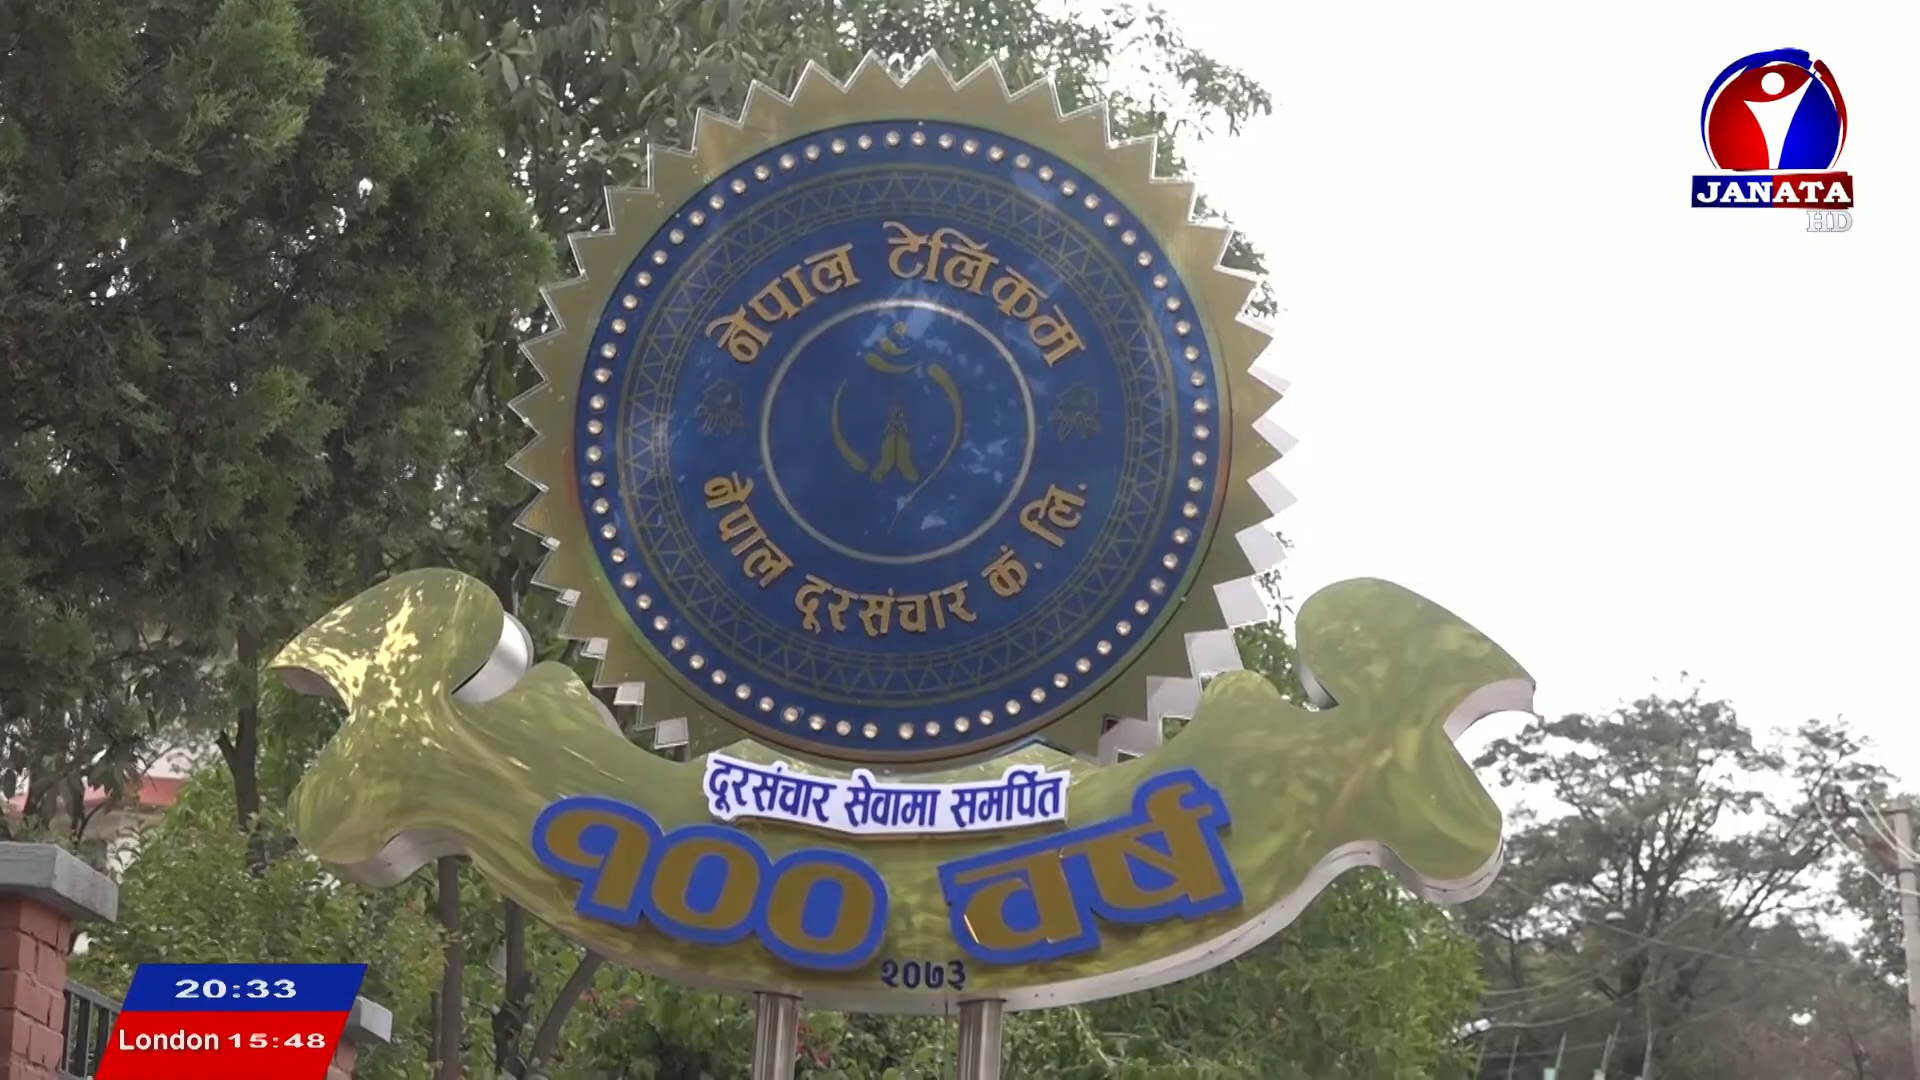 JANATA
HD
नेपाल टेलिकम
नेपाल दूरसंचार कं. लि.
दूरसंचार सेवामा समर्पित
१०० वर्ष
२०७३
20:33
London 15:48